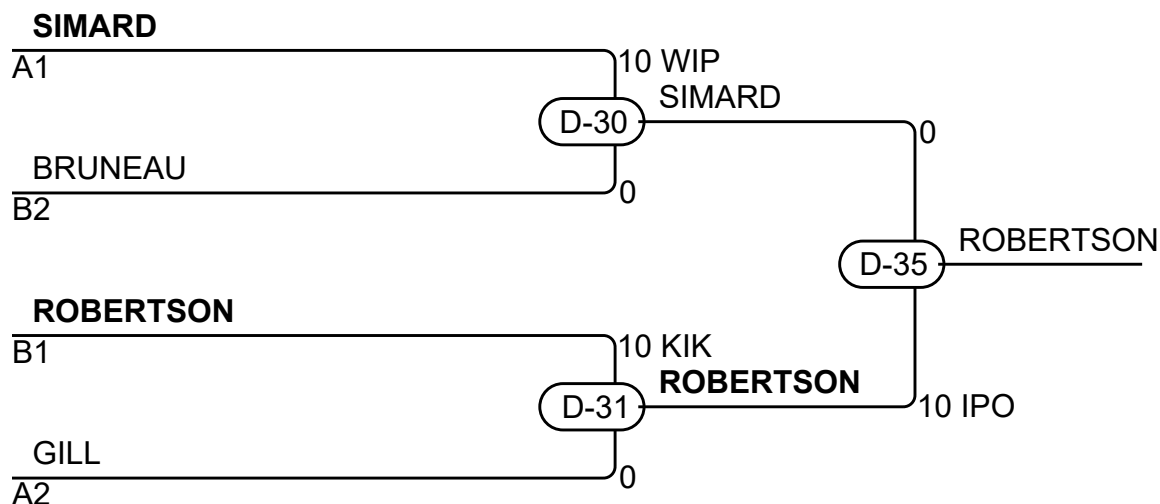 SIMARD
A1
10 WIP
SIMARD
D-30
0
BRUNEAU
B2
0
D-35
ROBERTSON
ROBERTSON
B1
10 KIK
ROBERTSON
D-31
10 IPO
GILL
A2
0